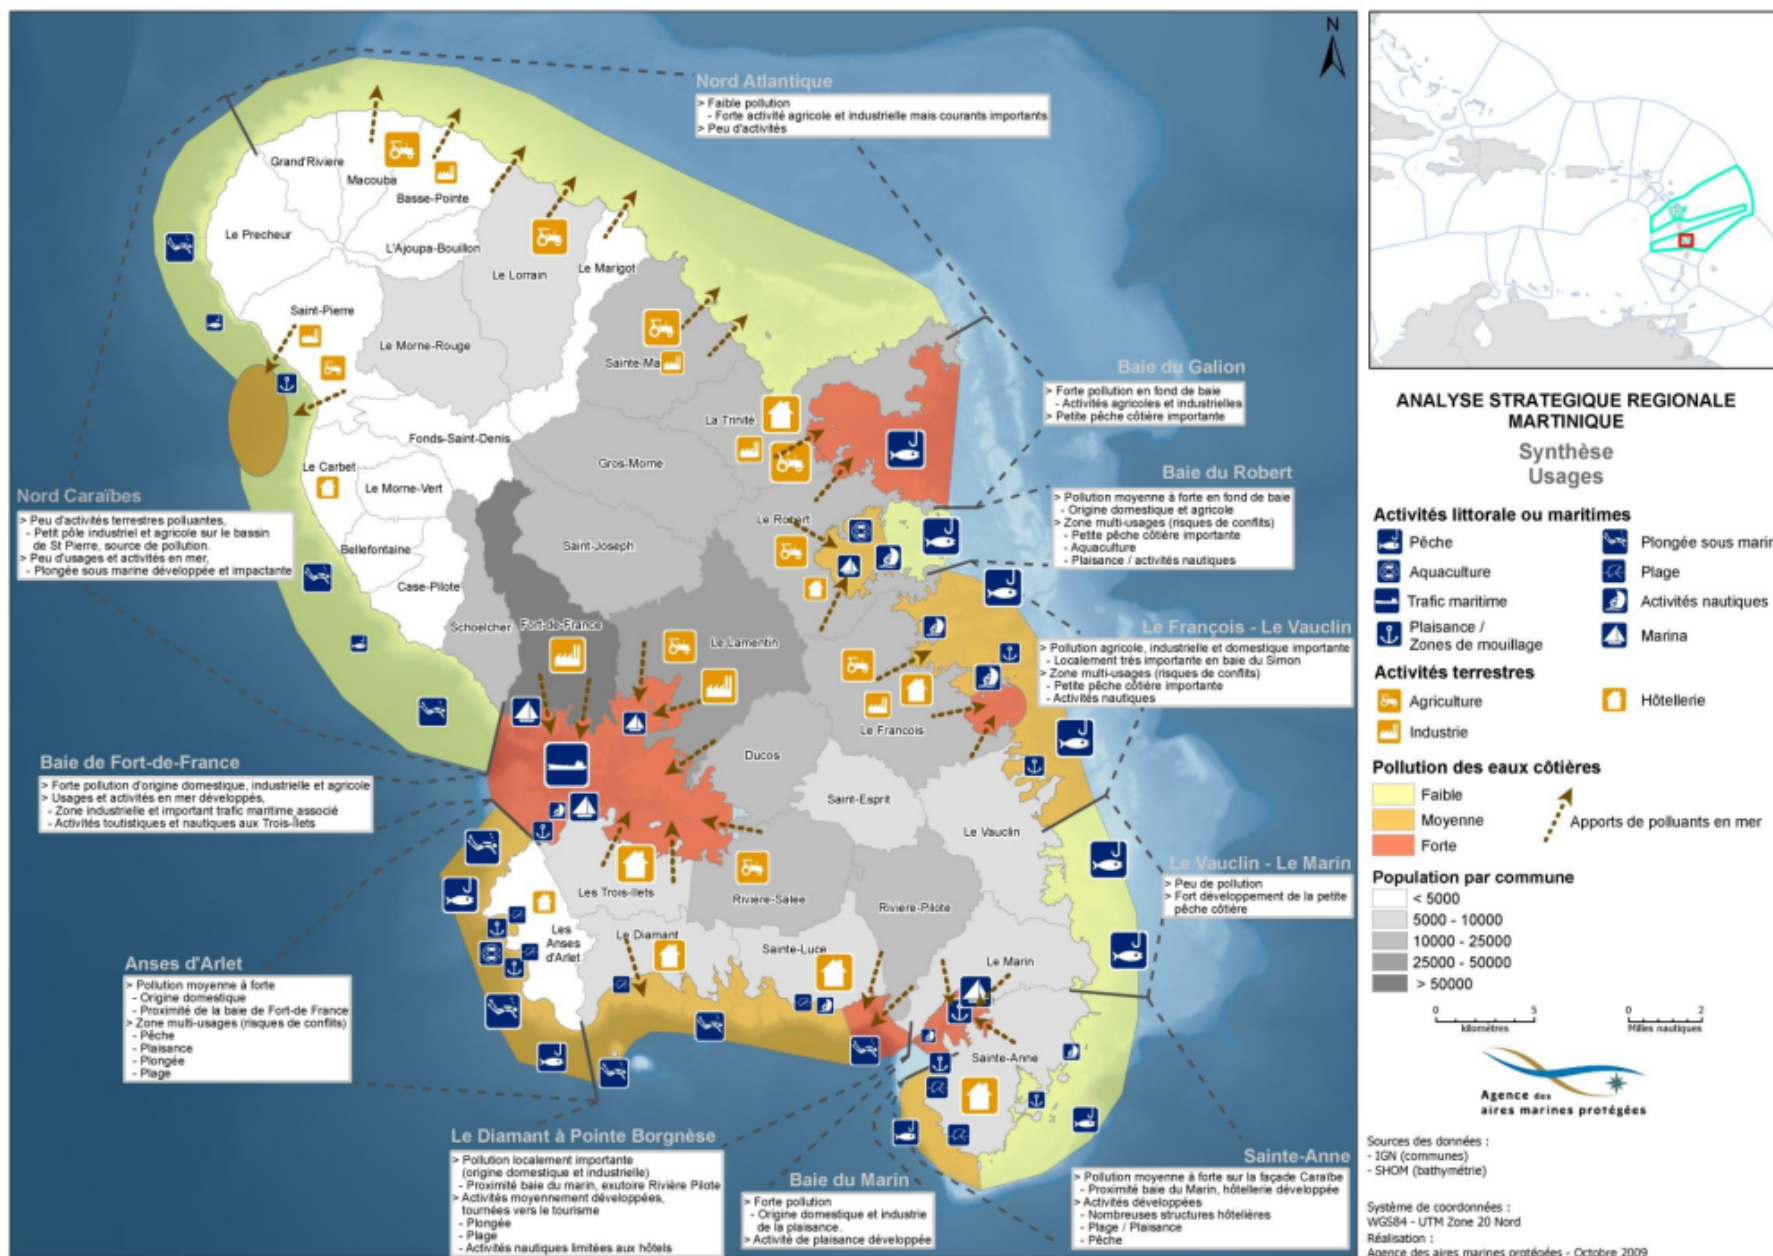 N
Nord Atlantique
> Faible pollution
- Forte activité agricole et industrielle mais courants importants
> Peu d'activités
Grand'Riviere
Macouba
Basse-Pointe
Le Precheur
L'Ajoupa-Bouillon
Le Lorrain
Le Marigot
Saint-Pierre
Le Morne-Rouge
Sainte-Ma
La Trinité
Fonds-Saint-Denis
Gros-Morne
Le Carbet
Le Morne-Vert
Le Robert
Saint-Joseph
Bellefontaine
Case-Pilote
Schoelcher
Fort-de-France
Le Lamentin
Le Francois
Ducos
Saint-Esprit
Le Vauclin
Les Trois-Ilets
Riviere-Salee
Riviere-Pilote
Les Anses d'Arlet
Le Diamant
Sainte-Luce
Le Marin
Sainte-Anne
Baie du Galion
> Forte pollution en fond de baie
- Activités agricoles et industrielles
> Petite pêche côtière importante
Baie du Robert
> Pollution moyenne à forte en fond de baie
- Origine domestique et agricole
> Zone multi-usages (risques de conflits)
- Petite pêche côtière importante
- Aquaculture
- Plaisance / activités nautiques
Nord Caraïbes
> Peu d'activités terrestres polluantes,
- Petit pôle industriel et agricole sur le bassin
de St Pierre, source de pollution.
> Peu d'usages et activités en mer,
- Plongée sous marine développée et impactante
Le François - Le Vauclin
> Pollution agricole, industrielle et domestique importante
- Localement très importante en baie du Simon
> Zone multi-usages (risques de conflits)
- Petite pêche côtière importante
- Activités nautiques
Baie de Fort-de-France
> Forte pollution d'origine domestique, industrielle et agricole
> Usages et activités en mer développés,
- Zone industrielle et important trafic maritime associé
- Activités toutistiques et nautiques aux Trois-Îlets
Le Vauclin - Le Marin
> Peu de pollution
> Fort développement de la petite
pêche côtière
Anses d'Arlet
> Pollution moyenne à forte
- Origine domestique
- Proximité de la baie de Fort-de France
> Zone multi-usages (risques de conflits)
- Pêche
- Plaisance
- Plongée
- Plage
Le Diamant à Pointe Borgnèse
> Pollution localement importante
(origine domestique et industrielle)
- Proximité baie du marin, exutoire Rivière Pilote
> Activités moyennement développées,
tournées vers le tourisme
- Plongée
- Plage
- Activités nautiques limitées aux hôtels
Baie du Marin
> Forte pollution
- Origine domestique et industrie
de la plaisance.
> Activité de plaisance développée
Sainte-Anne
> Pollution moyenne à forte sur la façade Caraïbe
- Proximité baie du Marin, hôtellerie développée
> Activités développées
- Nombreuses structures hôtelières
- Plage / Plaisance
- Pêche
ANALYSE STRATEGIQUE REGIONALE
MARTINIQUE
Synthèse
Usages
Activités littorale ou maritimes
Pêche
Plongée sous marin
Aquaculture
Plage
Trafic maritime
Activités nautiques
Plaisance /
Zones de mouillage
Marina
Activités terrestres
Agriculture
Hôtellerie
Industrie
Pollution des eaux côtières
Faible
Moyenne
Forte
Apports de polluants en mer
Population par commune
< 5000
5000 - 10000
10000 - 25000
25000 - 50000
> 50000
0 5
kilomètres
0 2
Milles nautiques
Agence des
aires marines protégées
Sources des données :
- IGN (communes)
- SHOM (bathymétrie)
Système de coordonnées :
WGS84 - UTM Zone 20 Nord
Réalisation :
Agence des aires marines protégées - Octobre 2009